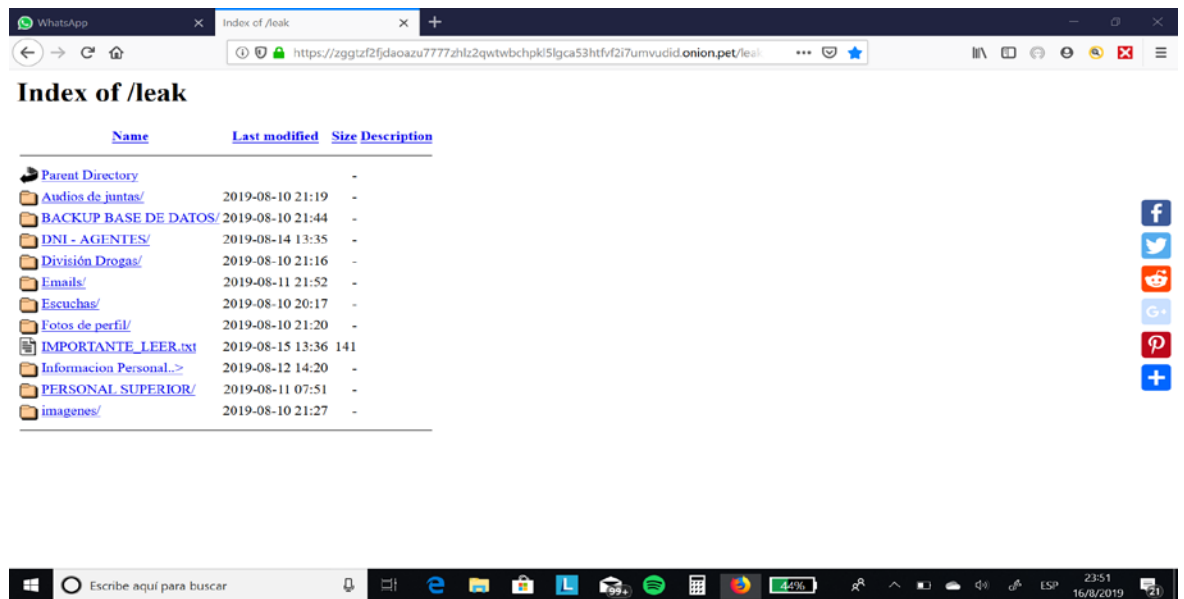 WhatsApp
Index of /leak
https://zggtzf2fjdaoazu7777zhlz2qwtwbchpkl5lgca53htfvf2i7umvudid.onion.pet/leak
Index of /leak
Name Last modified Size Description
Parent Directory -
Audios de juntas/ 2019-08-10 21:19 -
BACKUP BASE DE DATOS/ 2019-08-10 21:44 -
DNI - AGENTES/ 2019-08-14 13:35 -
División Drogas/ 2019-08-10 21:16 -
Emails/ 2019-08-11 21:52 -
Escuchas/ 2019-08-10 20:17 -
Fotos de perfil/ 2019-08-10 21:20 -
IMPORTANTE_LEER.txt 2019-08-15 13:36 141
Informacion Personal..> 2019-08-12 14:20 -
PERSONAL SUPERIOR/ 2019-08-11 07:51 -
imagenes/ 2019-08-10 21:27 -
G+
Escribe aquí para buscar
L
99+
44%
ESP
23:51
16/8/2019
21